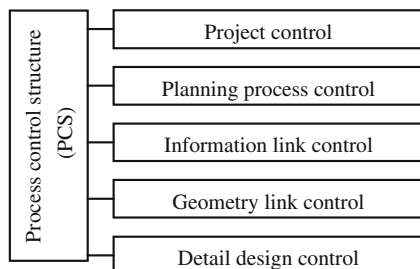 Process control structure
(PCS)
Project control
Planning process control
Information link control
Geometry link control
Detail design control